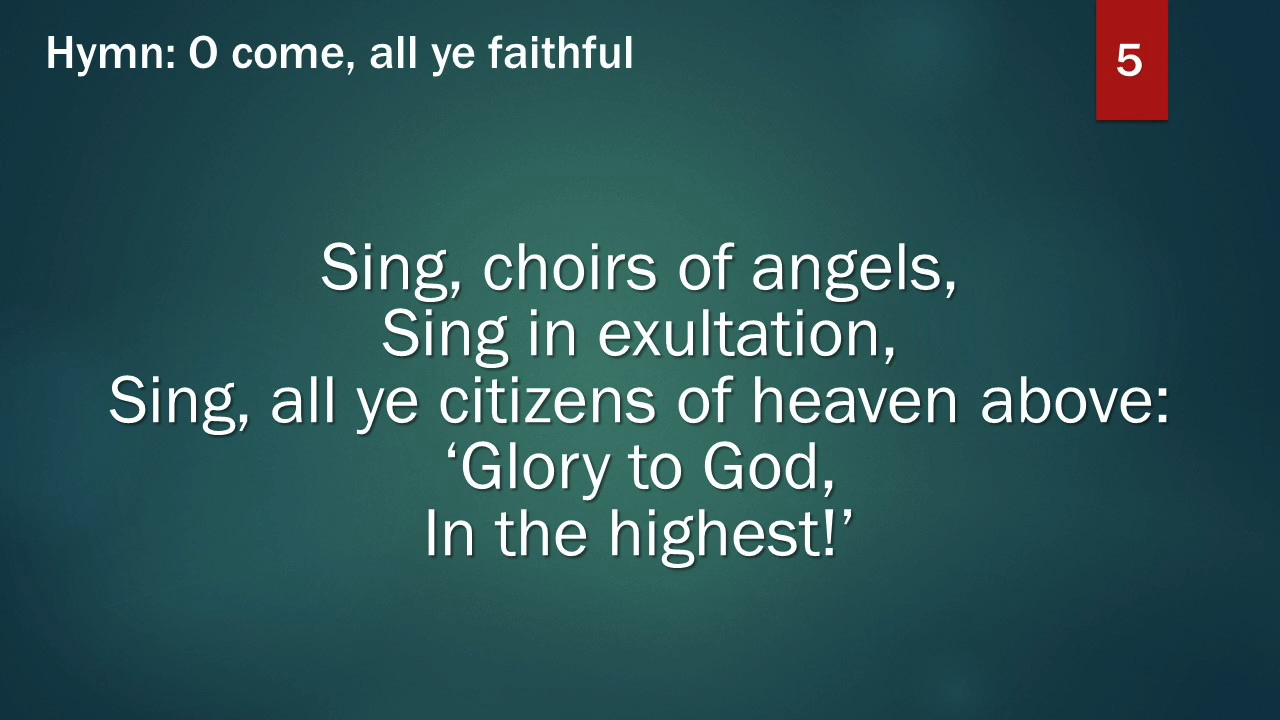 Hymn: O come, all ye faithful
5
Sing, choirs of angels,
Sing in exultation,
Sing, all ye citizens of heaven above:
‘Glory to God,
In the highest!’